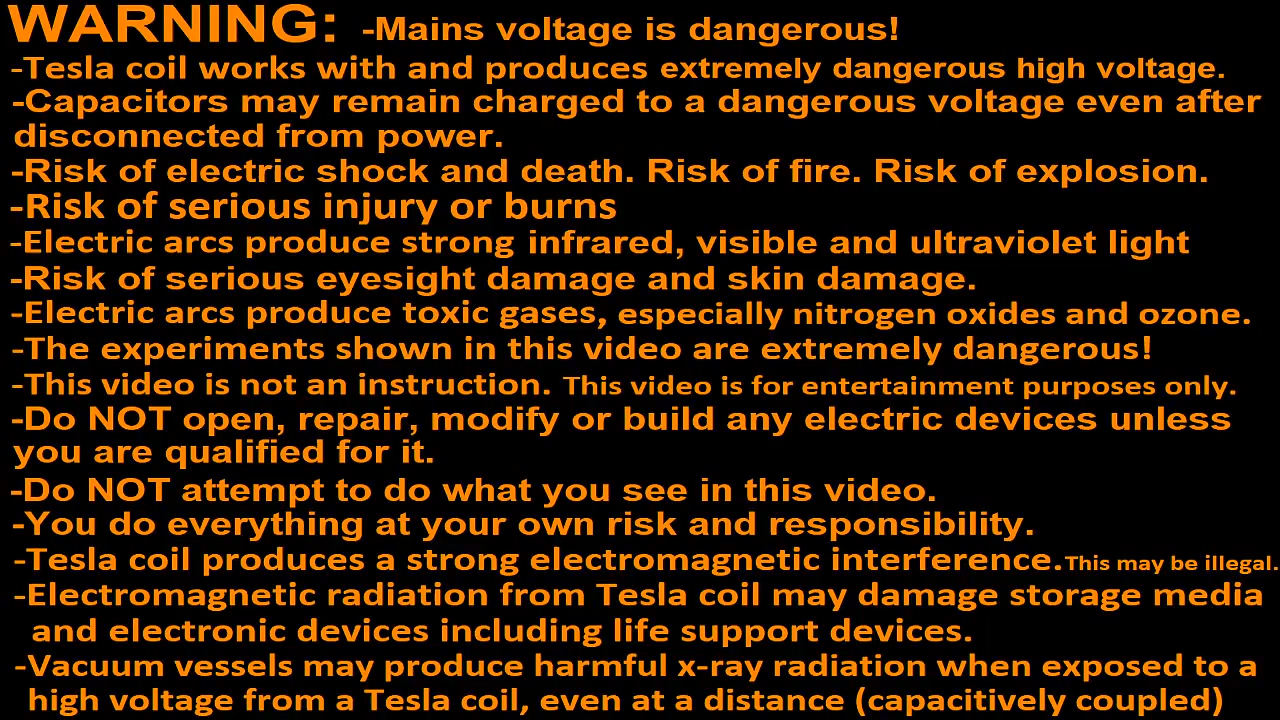 WARNING: -Mains voltage is dangerous!
-Tesla coil works with and produces extremely dangerous high voltage.
-Capacitors may remain charged to a dangerous voltage even after
disconnected from power.
-Risk of electric shock and death. Risk of fire. Risk of explosion.
-Risk of serious injury or burns
-Electric arcs produce strong infrared, visible and ultraviolet light
-Risk of serious eyesight damage and skin damage.
-Electric arcs produce toxic gases, especially nitrogen oxides and ozone.
-The experiments shown in this video are extremely dangerous!
-This video is not an instruction. This video is for entertainment purposes only.
-Do NOT open, repair, modify or build any electric devices unless
you are qualified for it.
-Do NOT attempt to do what you see in this video.
-You do everything at your own risk and responsibility.
-Tesla coil produces a strong electromagnetic interference. This may be illegal.
-Electromagnetic radiation from Tesla coil may damage storage media
and electronic devices including life support devices.
-Vacuum vessels may produce harmful x-ray radiation when exposed to a
high voltage from a Tesla coil, even at a distance (capacitively coupled)